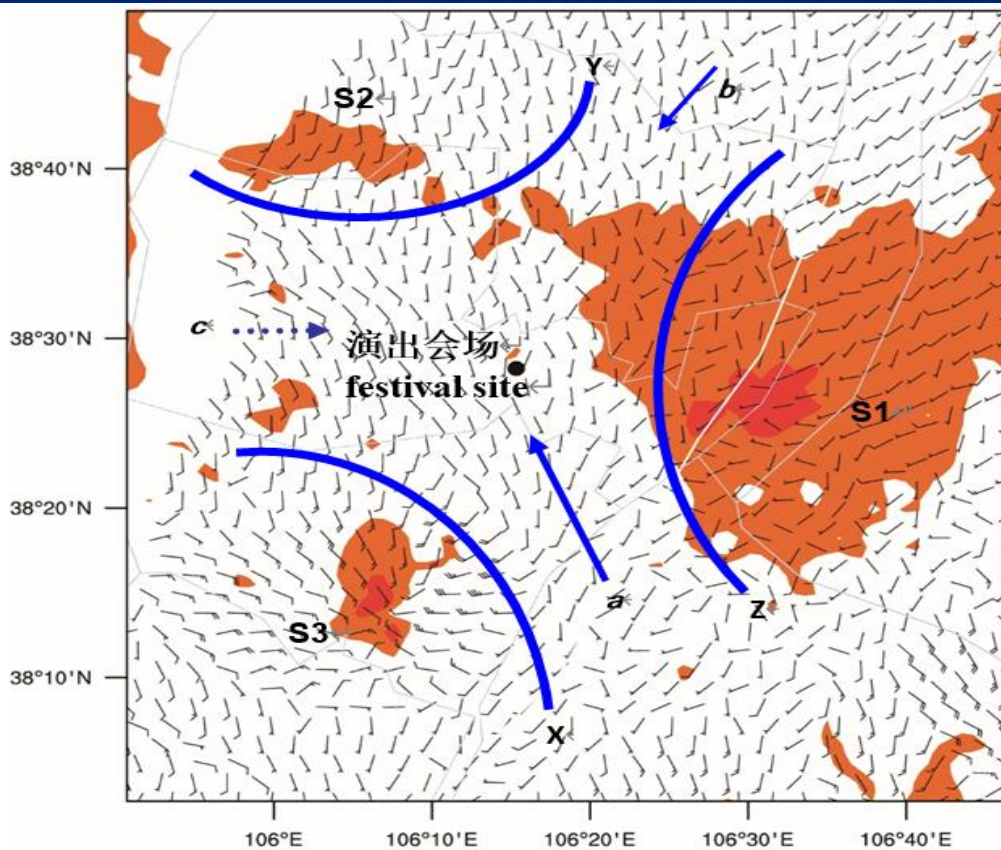 Y
b
S2
38°40'N
c
38°30'N
演出会场
festival site
S1
38°20'N
a
Z
S3
38°10'N
X
106°E
106°10'E
106°20'E
106°30'E
106°40'E